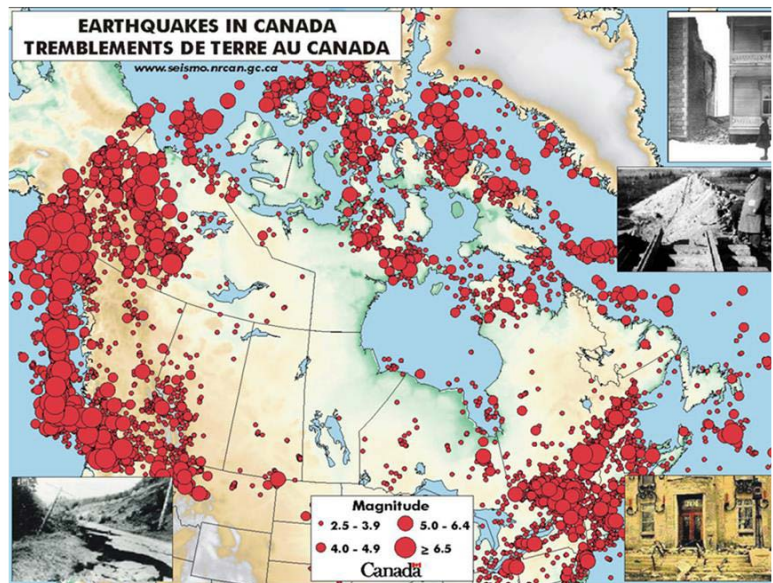 EARTHQUAKES IN CANADA
TREMBLEMENTS DE TERRE AU CANADA
www.seismo.nrcan.gc.ca
Magnitude
2.5 - 3.9 5.0 - 6.4
4.0 - 4.9 ≥ 6.5
Canada